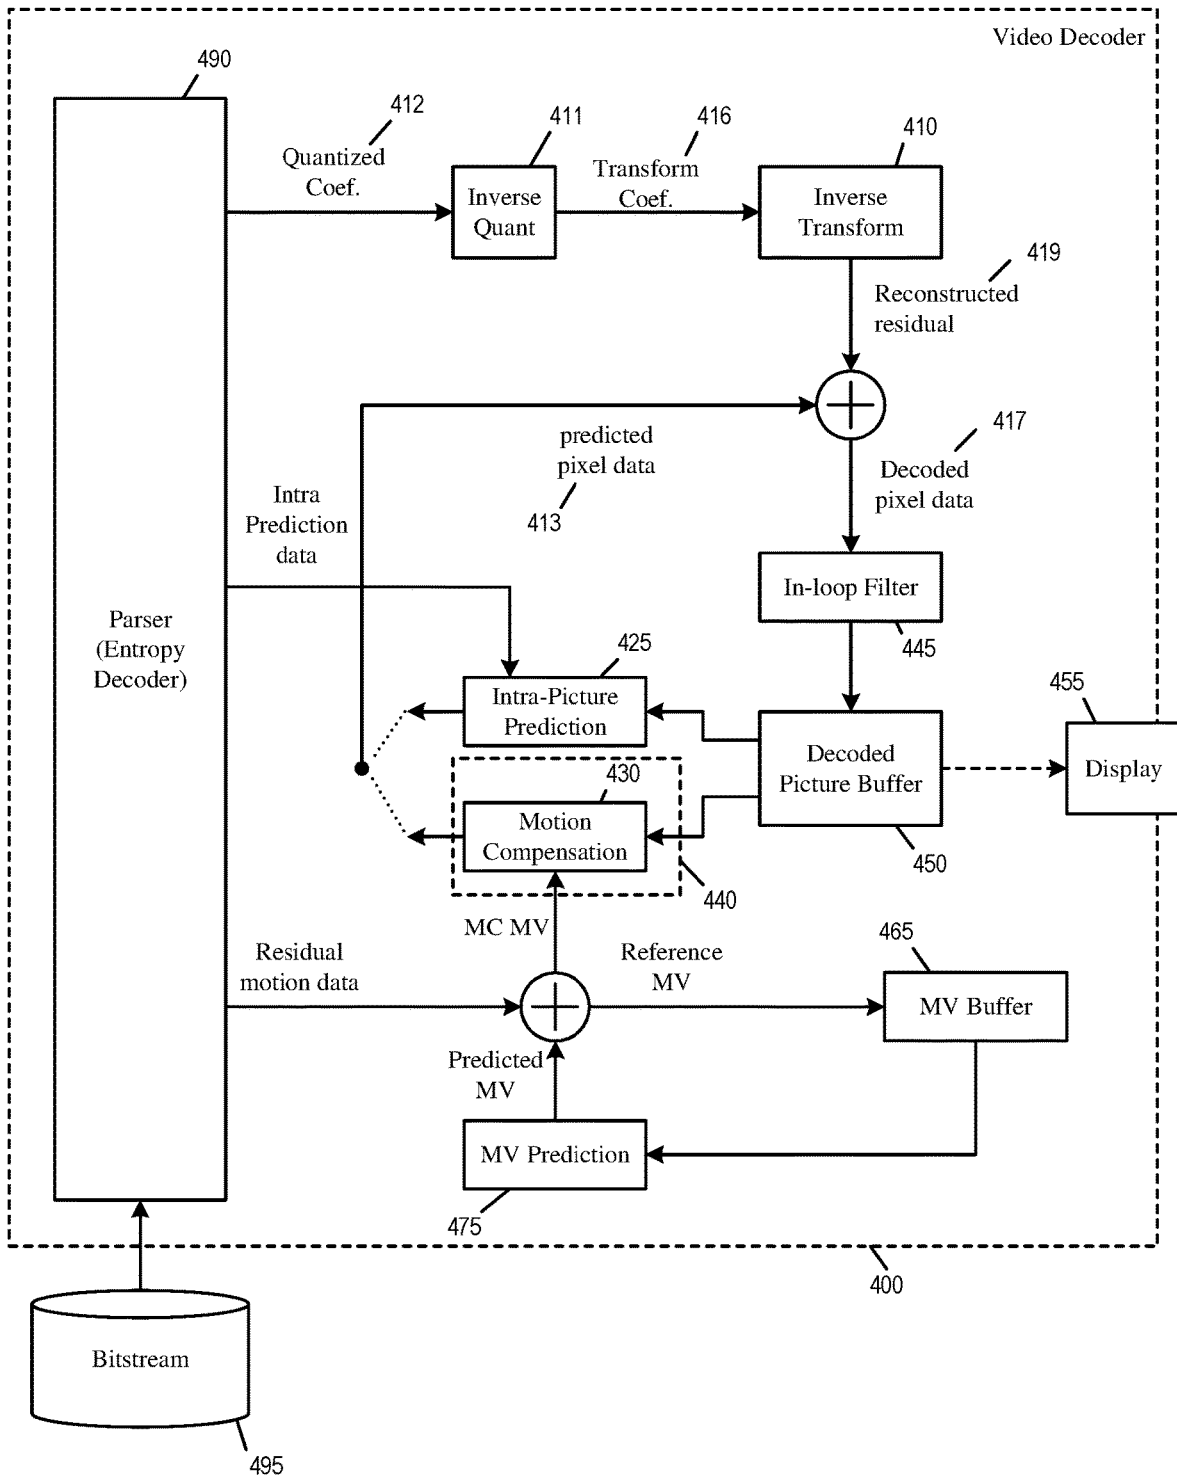 Video Decoder
490
412
411
416
410
Quantized
Coef.
Inverse
Quant
Transform
Coef.
Inverse
Transform
419
Reconstructed
residual
predicted
pixel data
413
417
Decoded
pixel data
Intra
Prediction
data
In-loop Filter
445
Parser
(Entropy
Decoder)
425
Intra-Picture
Prediction
455
Display
Decoded
Picture Buffer
450
430
Motion
Compensation
440
MC MV
465
Residual
motion data
Reference
MV
MV Buffer
Predicted
MV
MV Prediction
475
400
Bitstream
495